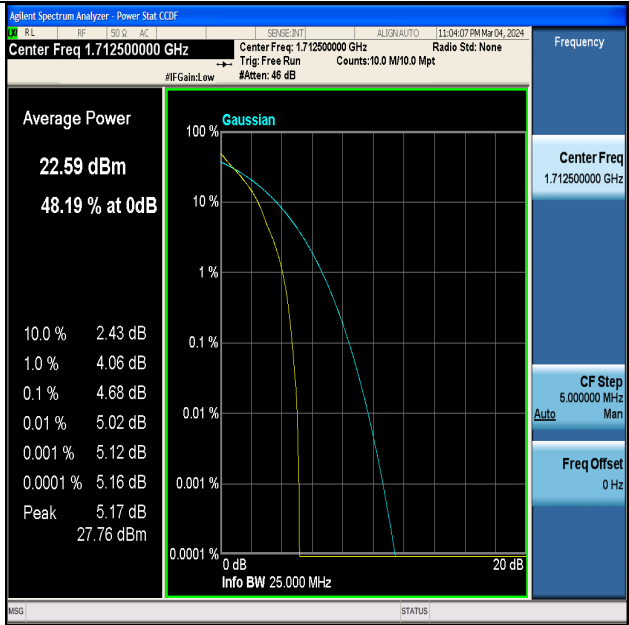 Agilent Spectrum Analyzer - Power Stat CCDF
LXI RL RF 50 Ω AC SENSE:INT ALIGN AUTO 11:04:07 PM Mar 04, 2024
Center Freq 1.712500000 GHz
Center Freq: 1.712500000 GHz Radio Std: None
Trig: Free Run Counts:10.0 M/10.0 Mpt
#IFGain:Low #Atten: 46 dB
Frequency
Average Power
22.59 dBm
48.19 % at 0dB
10.0 % 2.43 dB
1.0 % 4.06 dB
0.1 % 4.68 dB
0.01 % 5.02 dB
0.001 % 5.12 dB
0.0001 % 5.16 dB
Peak 5.17 dB
27.76 dBm
Gaussian
100 %
10 %
1 %
0.1 %
0.01 %
0.001 %
0.0001 %
0 dB 20 dB
Info BW 25.000 MHz
Center Freq
1.712500000 GHz
CF Step
5.000000 MHz
Auto Man
Freq Offset
0 Hz
MSG STATUS